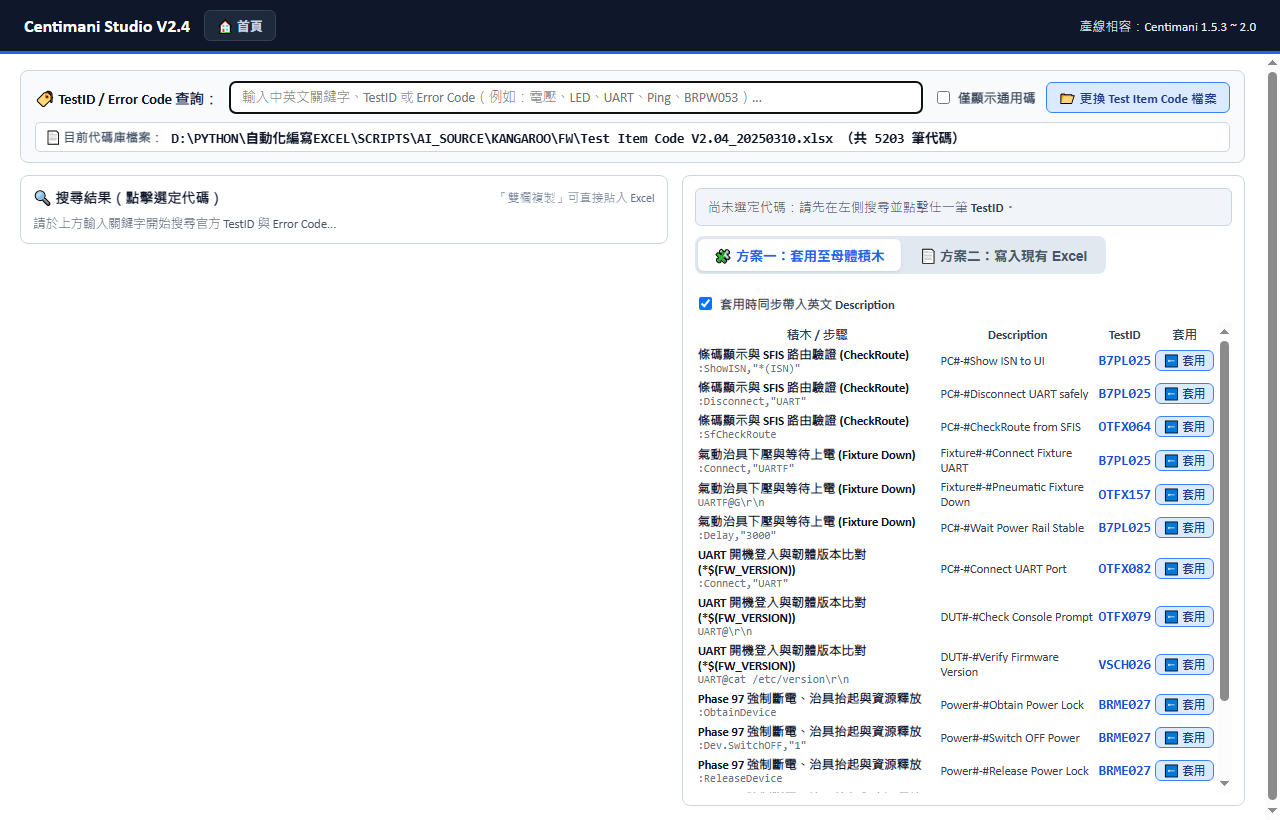 Centimani Studio V2.4
首頁
產線相容：Centimani 1.5.3 ~ 2.0
TestID / Error Code 查詢：
輸入中英文關鍵字、TestID 或 Error Code（例如：電壓、LED、UART、Ping、BRPW053）...
僅顯示通用碼
更換 Test Item Code 檔案
目前代碼庫檔案：
D:\PYTHON\自動化編寫EXCEL\SCRIPTS\AI_SOURCE\KANGAROO\FW\Test Item Code V2.04_20250310.xlsx （共 5203 筆代碼）
搜尋結果（點擊選定代碼）
「雙欄複製」可直接貼入 Excel
請於上方輸入關鍵字開始搜尋官方 TestID 與 Error Code...
尚未選定代碼：請先在左側搜尋並點擊任一筆 TestID。
方案一：套用至母體積木
方案二：寫入現有 Excel
套用時同步帶入英文 Description
積木 / 步驟 Description TestID 套用
條碼顯示與 SFIS 路由驗證 (CheckRoute)
:ShowISN,"*(ISN)"
PC#-#Show ISN to UI
B7PL025
套用
條碼顯示與 SFIS 路由驗證 (CheckRoute)
:Disconnect,"UART"
PC#-#Disconnect UART safely
B7PL025
套用
條碼顯示與 SFIS 路由驗證 (CheckRoute)
:SfCheckRoute
PC#-#CheckRoute from SFIS
OTFX064
套用
氣動治具下壓與等待上電 (Fixture Down)
:Connect,"UARTF"
Fixture#-#Connect Fixture
UART
B7PL025
套用
氣動治具下壓與等待上電 (Fixture Down)
UARTF@G\r\n
Fixture#-#Pneumatic Fixture
Down
OTFX157
套用
氣動治具下壓與等待上電 (Fixture Down)
:Delay,"3000"
PC#-#Wait Power Rail Stable
B7PL025
套用
UART 開機登入與韌體版本比對
(*$(FW_VERSION))
:Connect,"UART"
PC#-#Connect UART Port
OTFX082
套用
UART 開機登入與韌體版本比對
(*$(FW_VERSION))
UART@\r\n
DUT#-#Check Console Prompt
OTFX079
套用
UART 開機登入與韌體版本比對
(*$(FW_VERSION))
UART@cat /etc/version\r\n
DUT#-#Verify Firmware
Version
VSCH026
套用
Phase 97 強制斷電、治具抬起與資源釋放
:ObtainDevice
Power#-#Obtain Power Lock
BRME027
套用
Phase 97 強制斷電、治具抬起與資源釋放
:Dev.SwitchOFF,"1"
Power#-#Switch OFF Power
BRME027
套用
Phase 97 強制斷電、治具抬起與資源釋放
:ReleaseDevice
Power#-#Release Power Lock
BRME027
套用